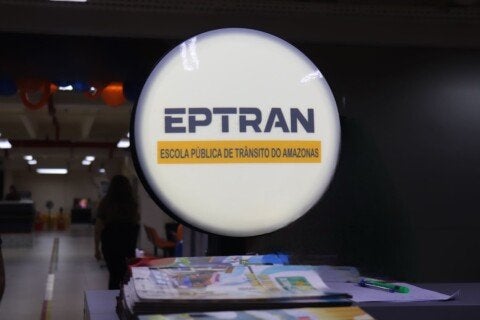 EPTRAN
ESCOLA PÚBLICA DE TRÂNSITO DO AMAZONAS